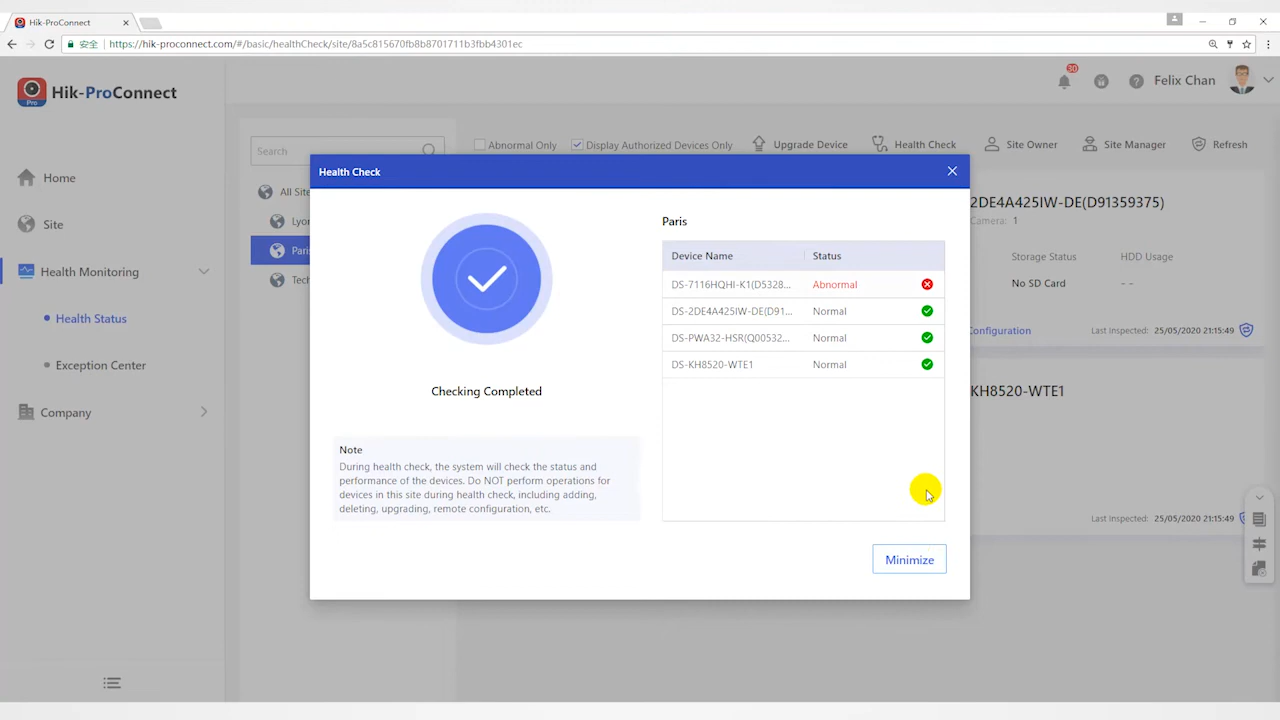 Hik-ProConnect
安全 https://hik-proconnect.com/#/basic/healthCheck/site/8a5c815670fb8b8701711b3fbb4301ec
Pro
Hik-ProConnect
30
Felix Chan
Home
Site
Health Monitoring
Health Status
Exception Center
Company
Search
All Site
Lyon
Paris
Tech
Abnormal Only
Display Authorized Devices Only
Upgrade Device
Health Check
Site Owner
Site Manager
Refresh
2DE4A425IW-DE(D91359375)
Camera: 1
Storage Status
HDD Usage
No SD Card
- -
Configuration
Last Inspected: 25/05/2020 21:15:49
KH8520-WTE1
Last Inspected: 25/05/2020 21:15:49
Health Check
Checking Completed
Note
During health check, the system will check the status and
performance of the devices. Do NOT perform operations for
devices in this site during health check, including adding,
deleting, upgrading, remote configuration, etc.
Paris
Device Name Status
DS-7116HQHI-K1(D5328... Abnormal
DS-2DE4A425IW-DE(D91... Normal
DS-PWA32-HSR(Q00532... Normal
DS-KH8520-WTE1 Normal
Minimize